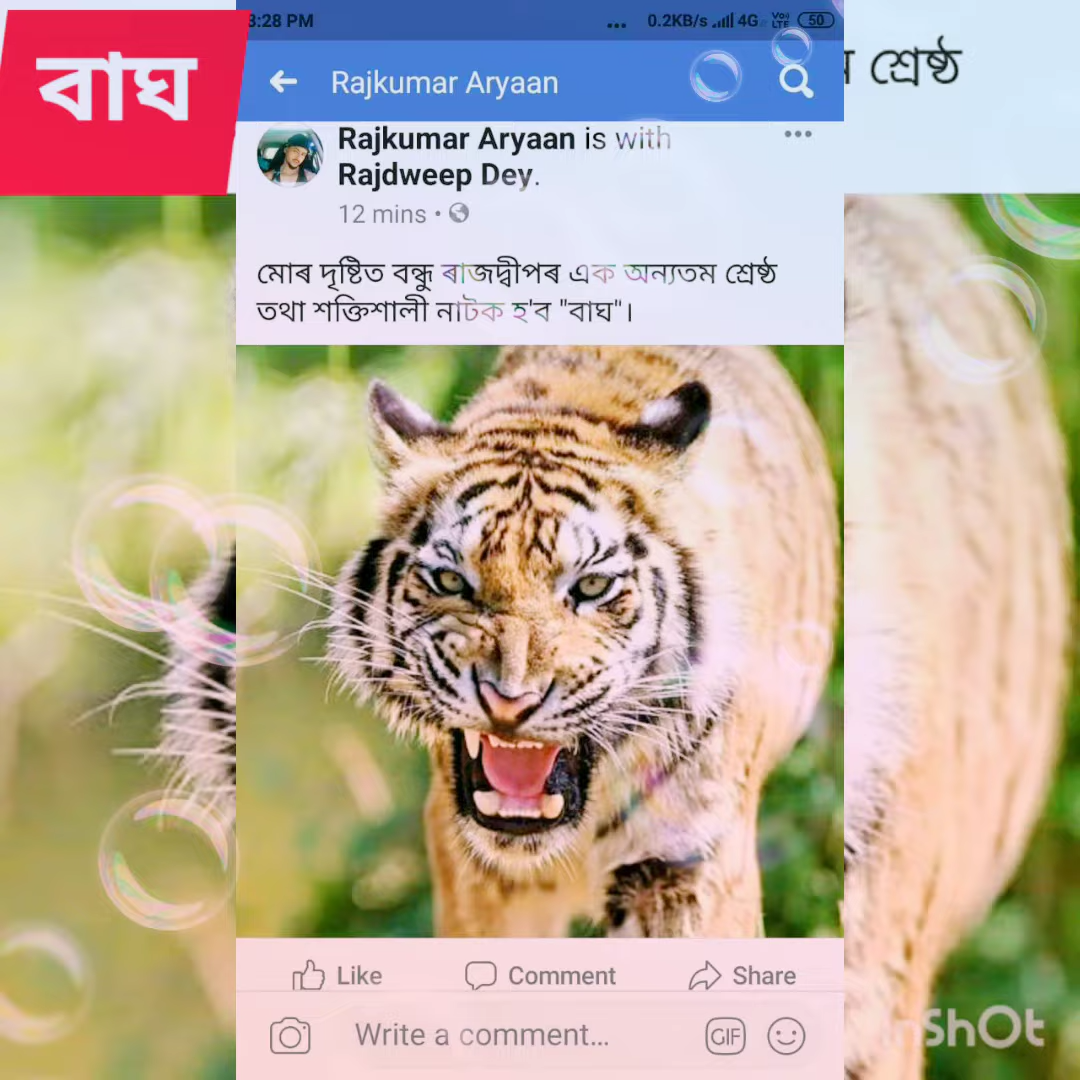 বাঘ
3:28 PM
... 0.2KB/s 4G VoLTE 50
Rajkumar Aryaan
শ্ৰেষ্ঠ
Rajkumar Aryaan is with
Rajdweep Dey.
12 mins •
মোৰ দৃষ্টিত বন্ধু ৰাজদ্বীপৰ এক অন্যতম শ্ৰেষ্ঠ
তথা শক্তিশালী নাটক হ'ব "বাঘ"।
Like Comment Share
Write a comment... GIF
InShOt